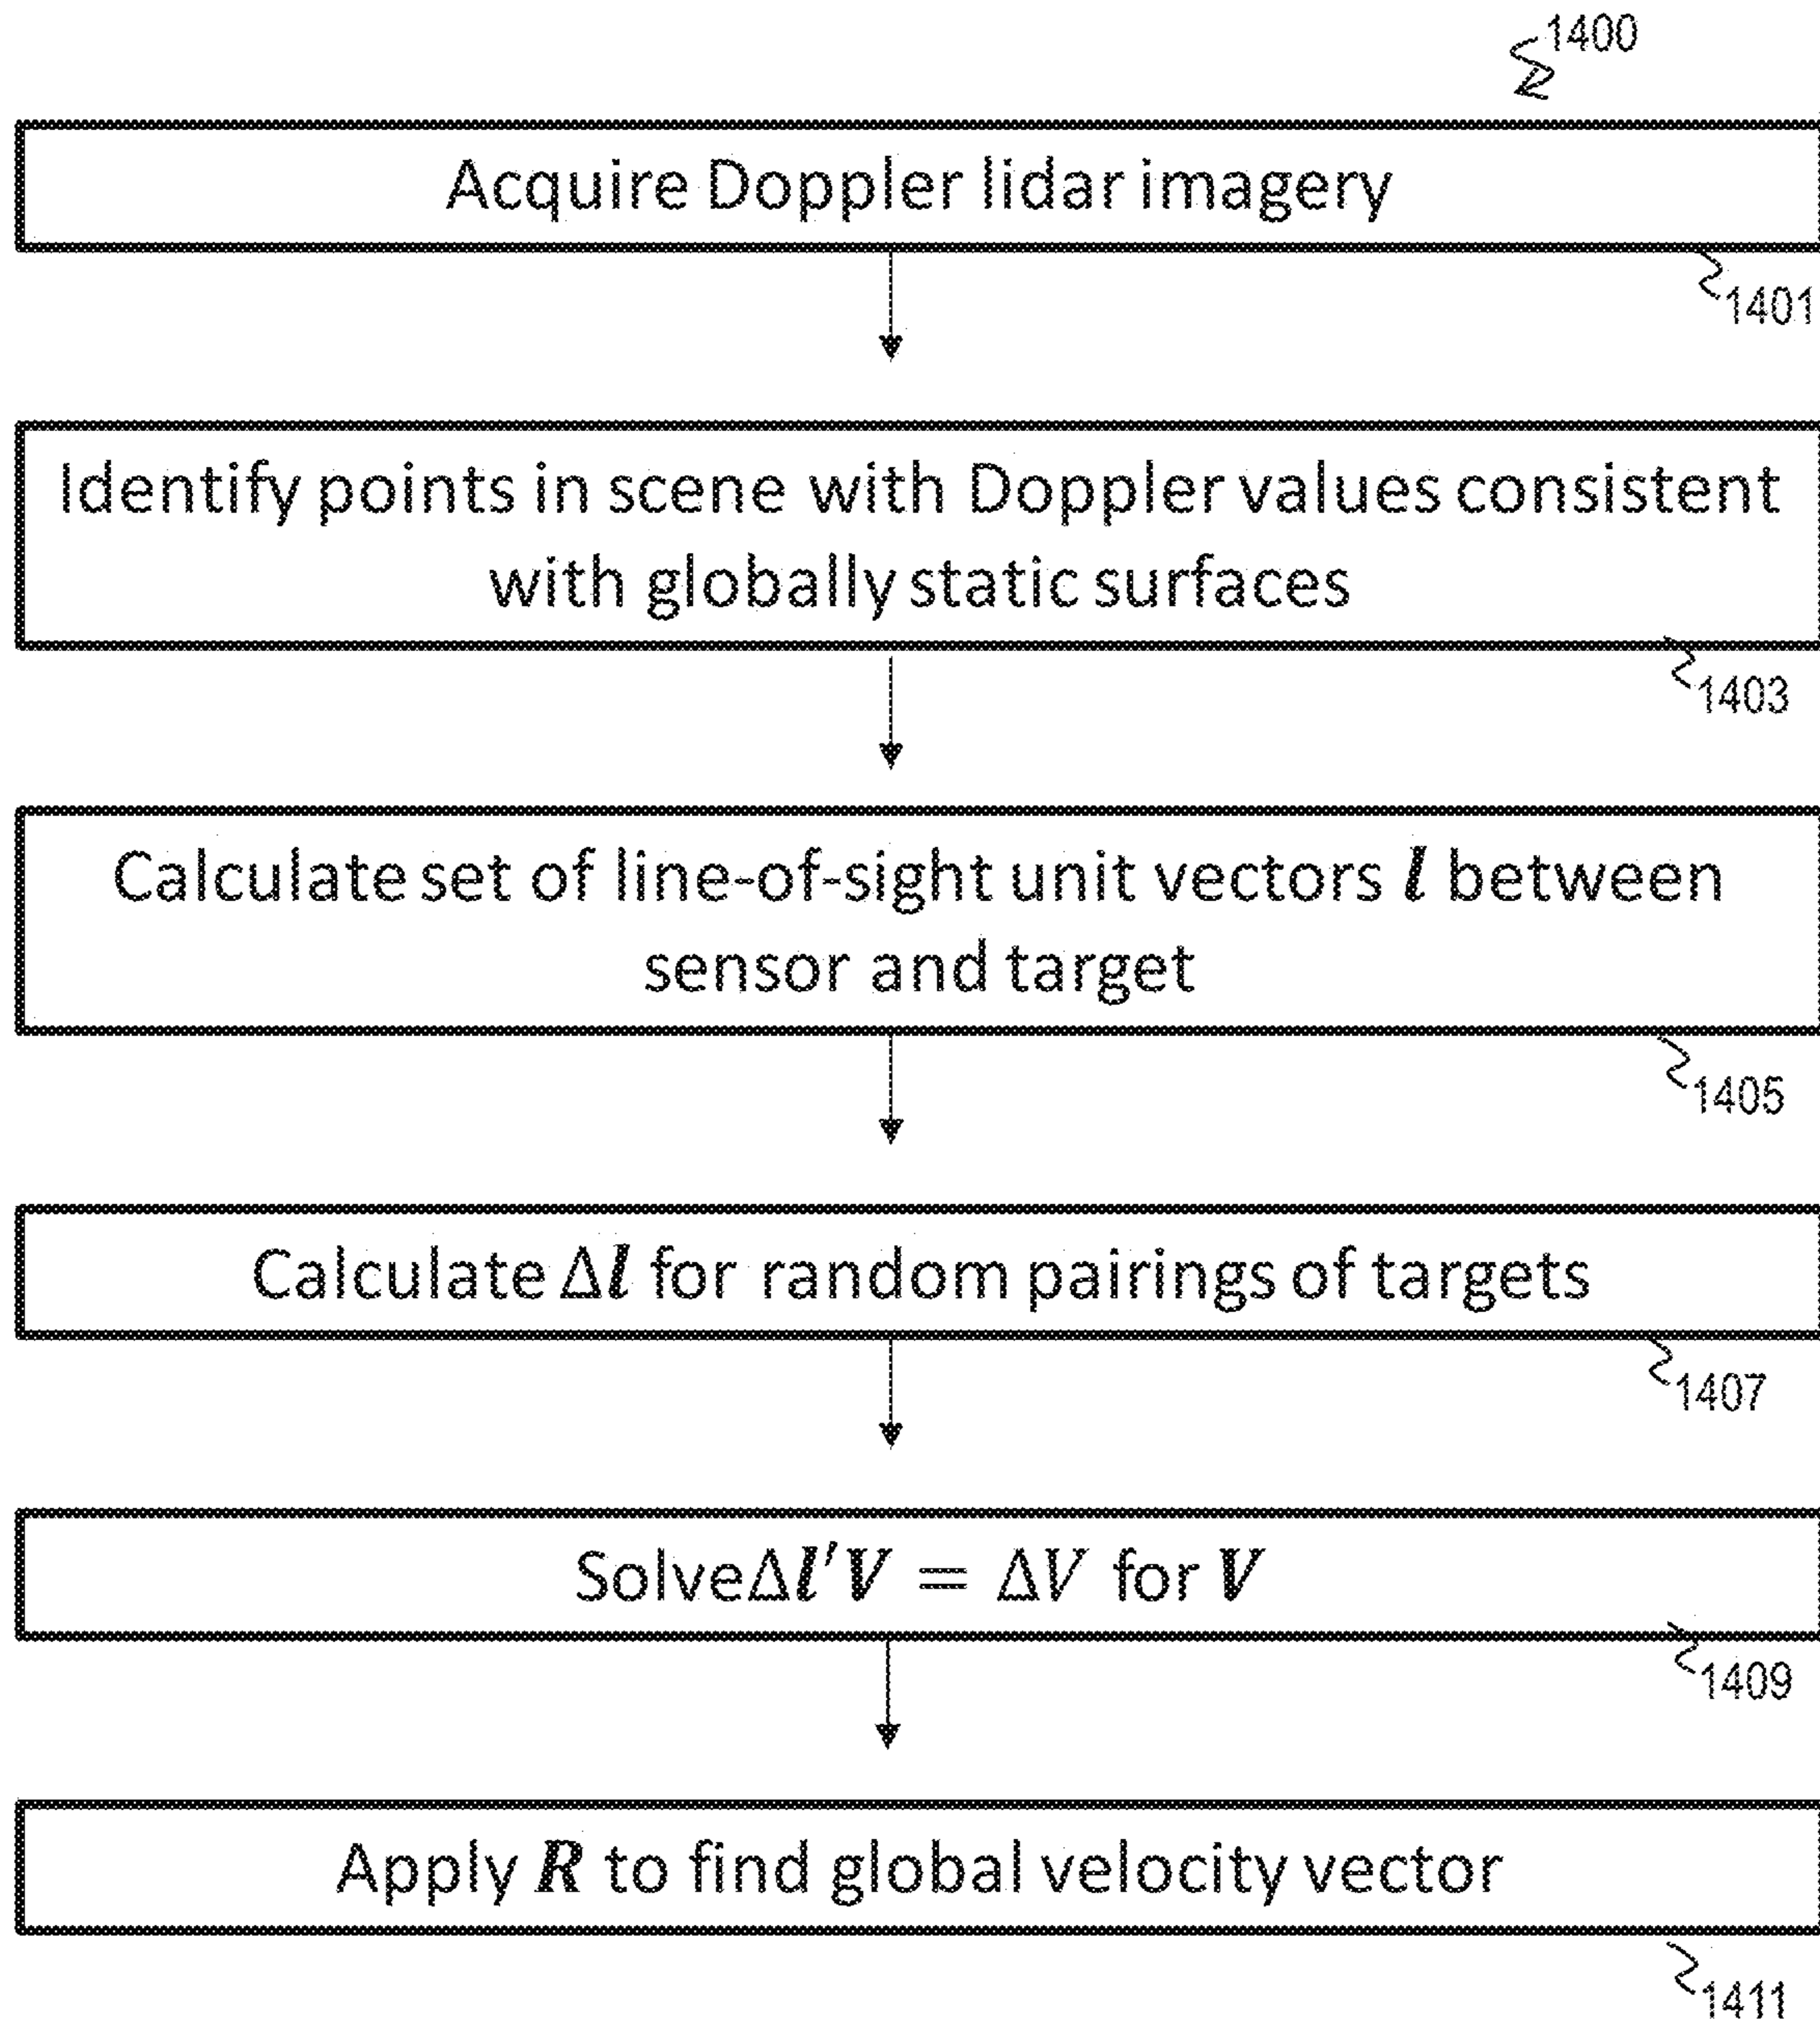 1400
Acquire Doppler lidar imagery
1401
Identify points in scene with Doppler values consistent
with globally static surfaces
1403
Calculate set of line-of-sight unit vectors l between
sensor and target
1405
Calculate Δl for random pairings of targets
1407
SolveΔl′V = ΔV for V
1409
Apply R to find global velocity vector
1411